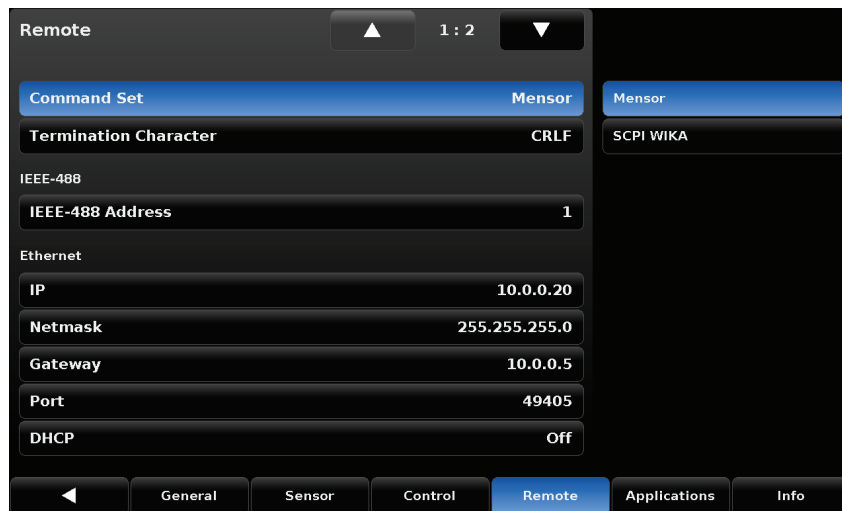 Remote 1 : 2
Command Set Mensor
Termination Character CRLF
IEEE-488
IEEE-488 Address 1
Ethernet
IP 10.0.0.20
Netmask 255.255.255.0
Gateway 10.0.0.5
Port 49405
DHCP Off
Mensor
SCPI WIKA
General Sensor Control Remote Applications Info